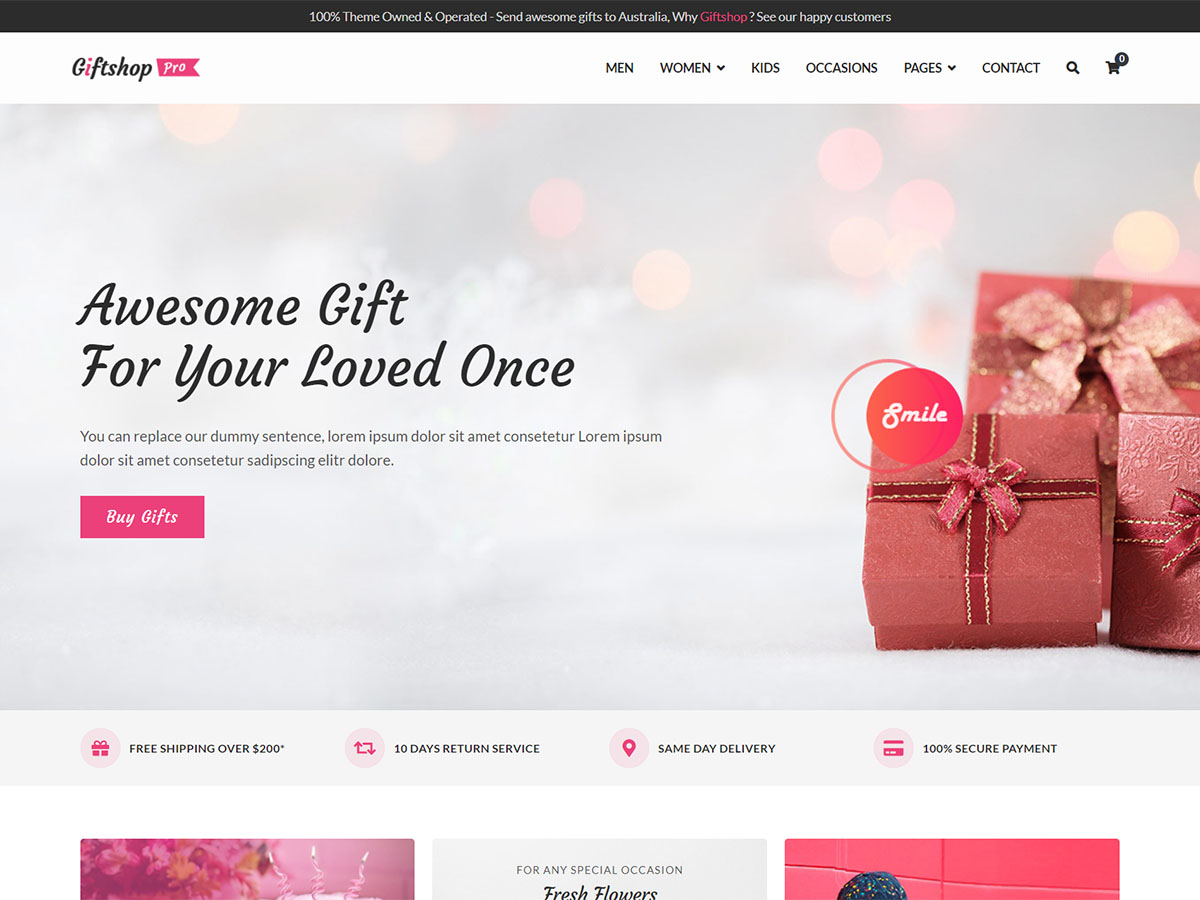 100% Theme Owned & Operated - Send awesome gifts to Australia, Why Giftshop ? See our happy customers
Giftshop Pro
MEN WOMEN KIDS OCCASIONS PAGES CONTACT 0
Awesome Gift
For Your Loved Once
You can replace our dummy sentence, lorem ipsum dolor sit amet consetetur Lorem ipsum
dolor sit amet consetetur sadipscing elitr dolore.
Buy Gifts
Smile
FREE SHIPPING OVER $200* 10 DAYS RETURN SERVICE SAME DAY DELIVERY 100% SECURE PAYMENT
FOR ANY SPECIAL OCCASION
Fresh Flowers